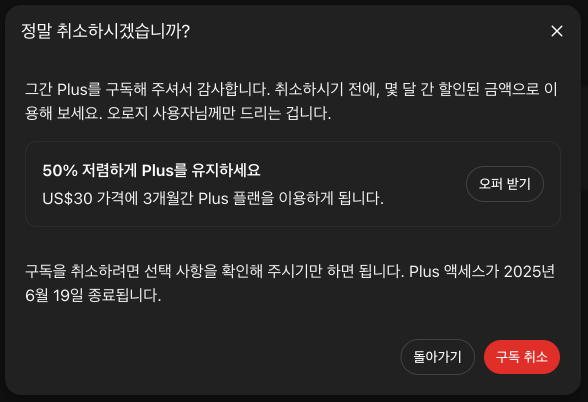 정말 취소하시겠습니까?
그간 Plus를 구독해 주셔서 감사합니다. 취소하시기 전에, 몇 달 간 할인된 금액으로 이
용해 보세요. 오로지 사용자님께만 드리는 겁니다.
50% 저렴하게 Plus를 유지하세요
US$30 가격에 3개월간 Plus 플랜을 이용하게 됩니다.
오퍼 받기
구독을 취소하려면 선택 사항을 확인해 주시기만 하면 됩니다. Plus 액세스가 2025년
6월 19일 종료됩니다.
돌아가기
구독 취소